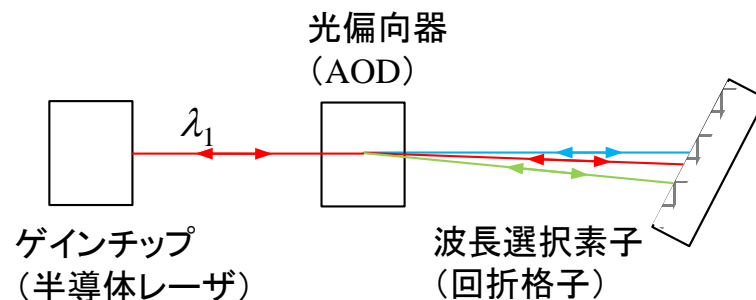 光偏向器
（AOD）
λ₁
ゲインチップ
（半導体レーザ）
波長選択素子
（回折格子）